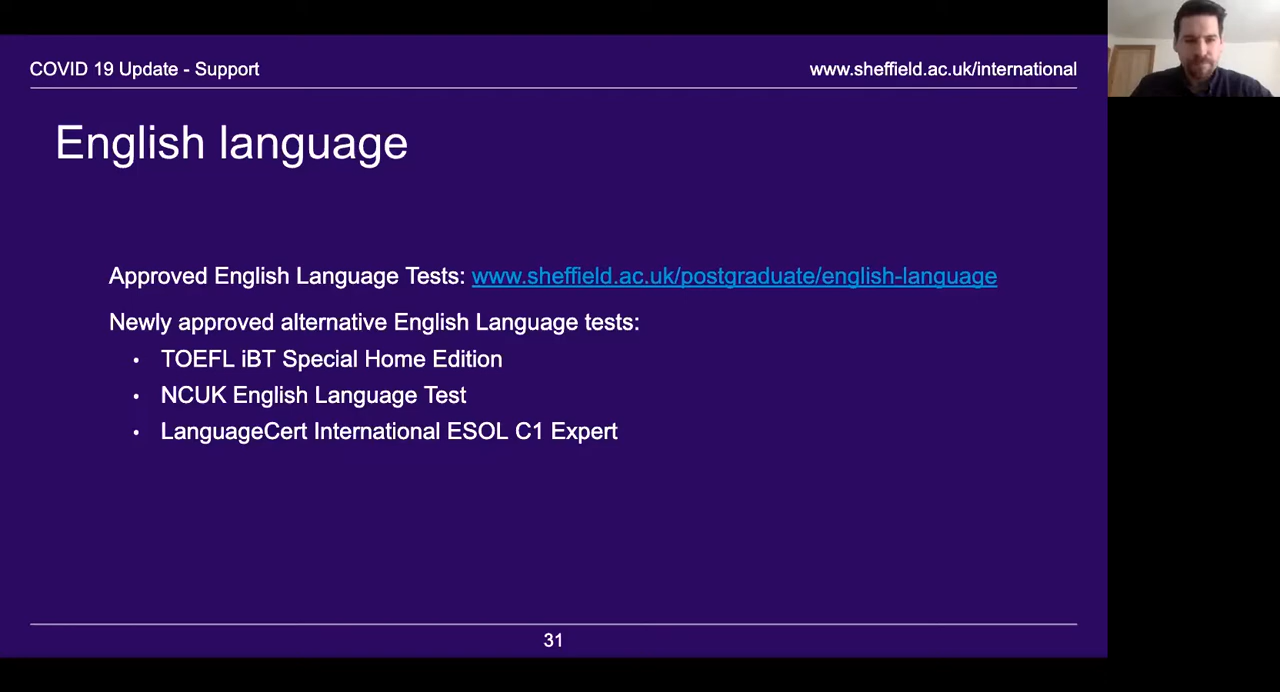 COVID 19 Update - Support
www.sheffield.ac.uk/international
English language
Approved English Language Tests: www.sheffield.ac.uk/postgraduate/english-language
Newly approved alternative English Language tests:
• TOEFL iBT Special Home Edition
• NCUK English Language Test
• LanguageCert International ESOL C1 Expert
31